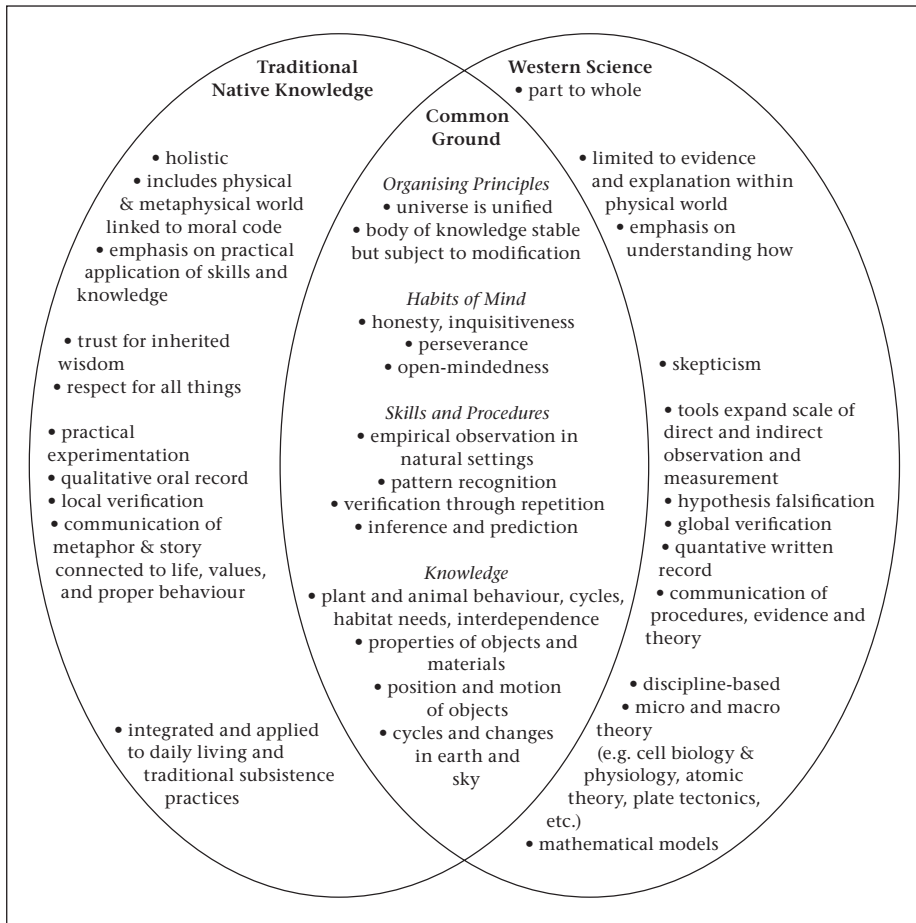 Traditional
Native Knowledge
• holistic
• includes physical
& metaphysical world
linked to moral code
• emphasis on practical
application of skills and
knowledge
• trust for inherited
wisdom
• respect for all things
• practical
experimentation
• qualitative oral record
• local verification
• communication of
metaphor & story
connected to life, values,
and proper behaviour
• integrated and applied
to daily living and
traditional subsistence
practices
Common
Ground
Organising Principles
• universe is unified
• body of knowledge stable
but subject to modification
Habits of Mind
• honesty, inquisitiveness
• perseverance
• open-mindedness
Skills and Procedures
• empirical observation in
natural settings
• pattern recognition
• verification through repetition
• inference and prediction
Knowledge
• plant and animal behaviour, cycles,
habitat needs, interdependence
• properties of objects and
materials
• position and motion
of objects
• cycles and changes
in earth and
sky
Western Science
• part to whole
• limited to evidence
and explanation within
physical world
• emphasis on
understanding how
• skepticism
• tools expand scale of
direct and indirect
observation and
measurement
• hypothesis falsification
• global verification
• quantative written
record
• communication of
procedures, evidence and
theory
• discipline-based
• micro and macro
theory
(e.g. cell biology &
physiology, atomic
theory, plate tectonics,
etc.)
• mathematical models